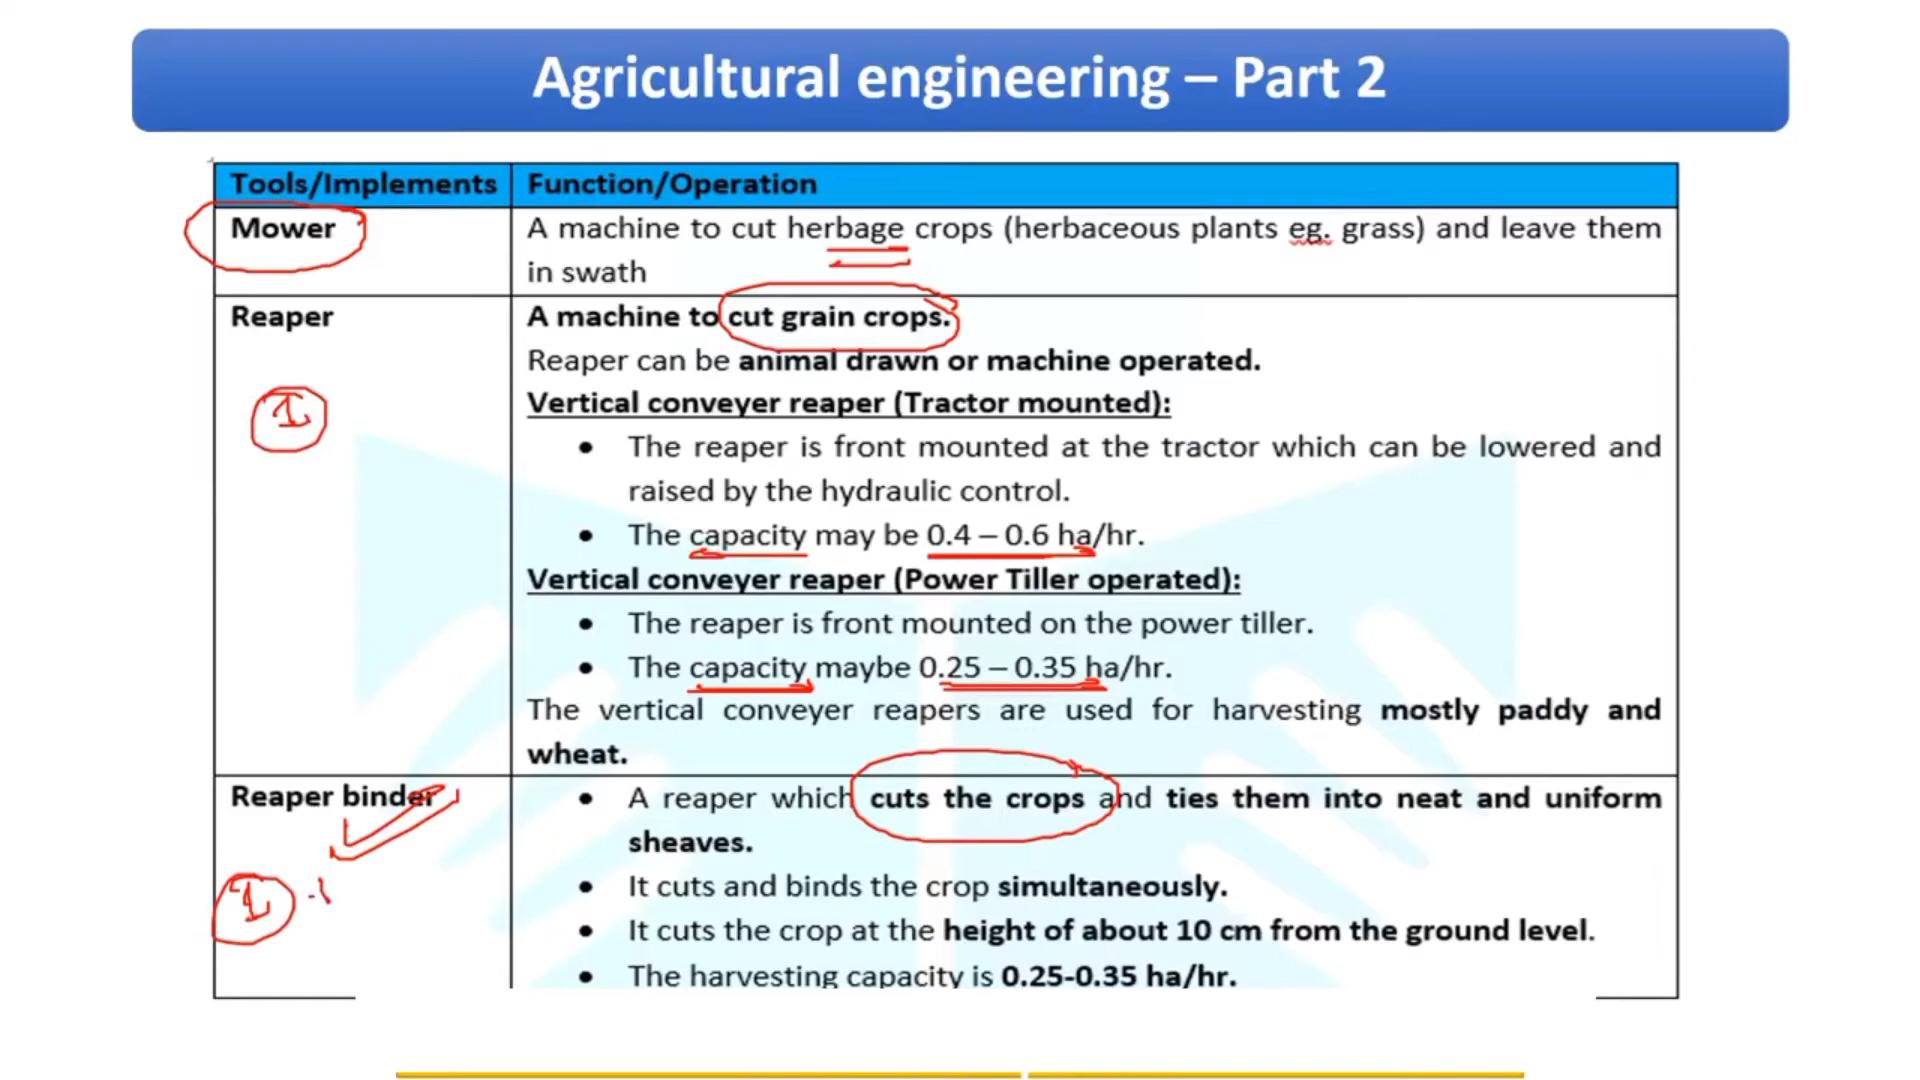 Agricultural engineering – Part 2
Tools/Implements Function/Operation
Mower A machine to cut herbage crops (herbaceous plants eg. grass) and leave them
in swath
Reaper A machine to cut grain crops.
Reaper can be animal drawn or machine operated.
Vertical conveyer reaper (Tractor mounted):
• The reaper is front mounted at the tractor which can be lowered and
raised by the hydraulic control.
• The capacity may be 0.4 – 0.6 ha/hr.
Vertical conveyer reaper (Power Tiller operated):
• The reaper is front mounted on the power tiller.
• The capacity maybe 0.25 – 0.35 ha/hr.
The vertical conveyer reapers are used for harvesting mostly paddy and
wheat.
Reaper binder • A reaper which cuts the crops and ties them into neat and uniform
sheaves.
• It cuts and binds the crop simultaneously.
• It cuts the crop at the height of about 10 cm from the ground level.
• The harvesting capacity is 0.25-0.35 ha/hr.